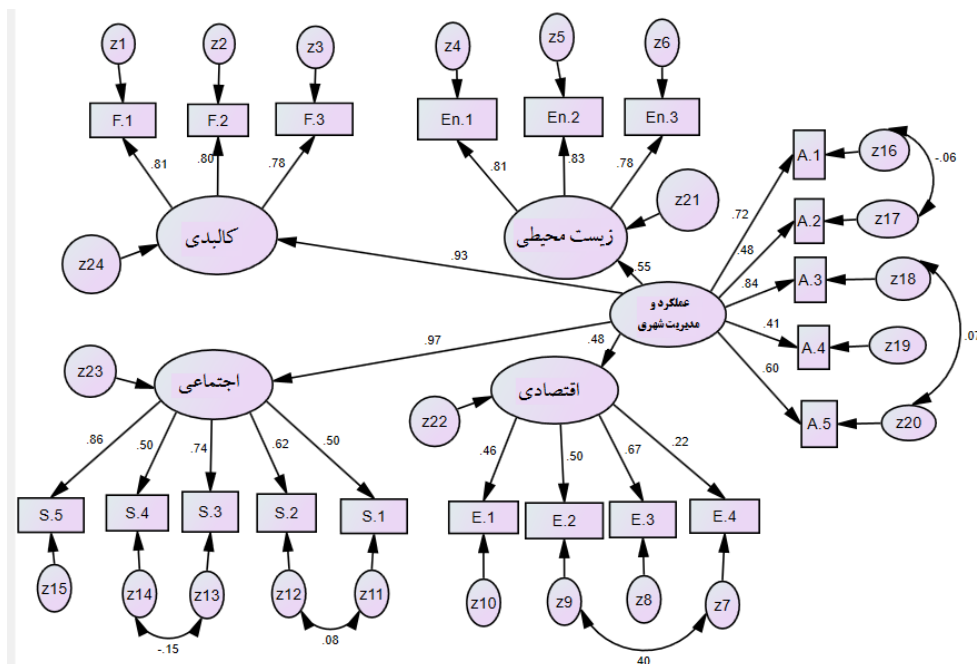 z1 z2 z3 z4 z5 z6
F.1 F.2 F.3 En.1 En.2 En.3
.81 .80 .78 .81 .83 .78
A.1 z16
-.06
A.2 z17
.72 .48
z21
z24 کالبدی زیست محیطی
.93 .55
.84 A.3 z18
عملکرد و
مدیریت شهری
.41 A.4 z19
.07
.60 A.5 z20
.97 .48
z23 اجتماعی اقتصادی z22
.86 .50 .74 .62 .50 .46 .50 .67 .22
S.5 S.4 S.3 S.2 S.1 E.1 E.2 E.3 E.4
z15 z14 z13 z12 z11 z10 z9 z8 z7
-.15 .08 .40